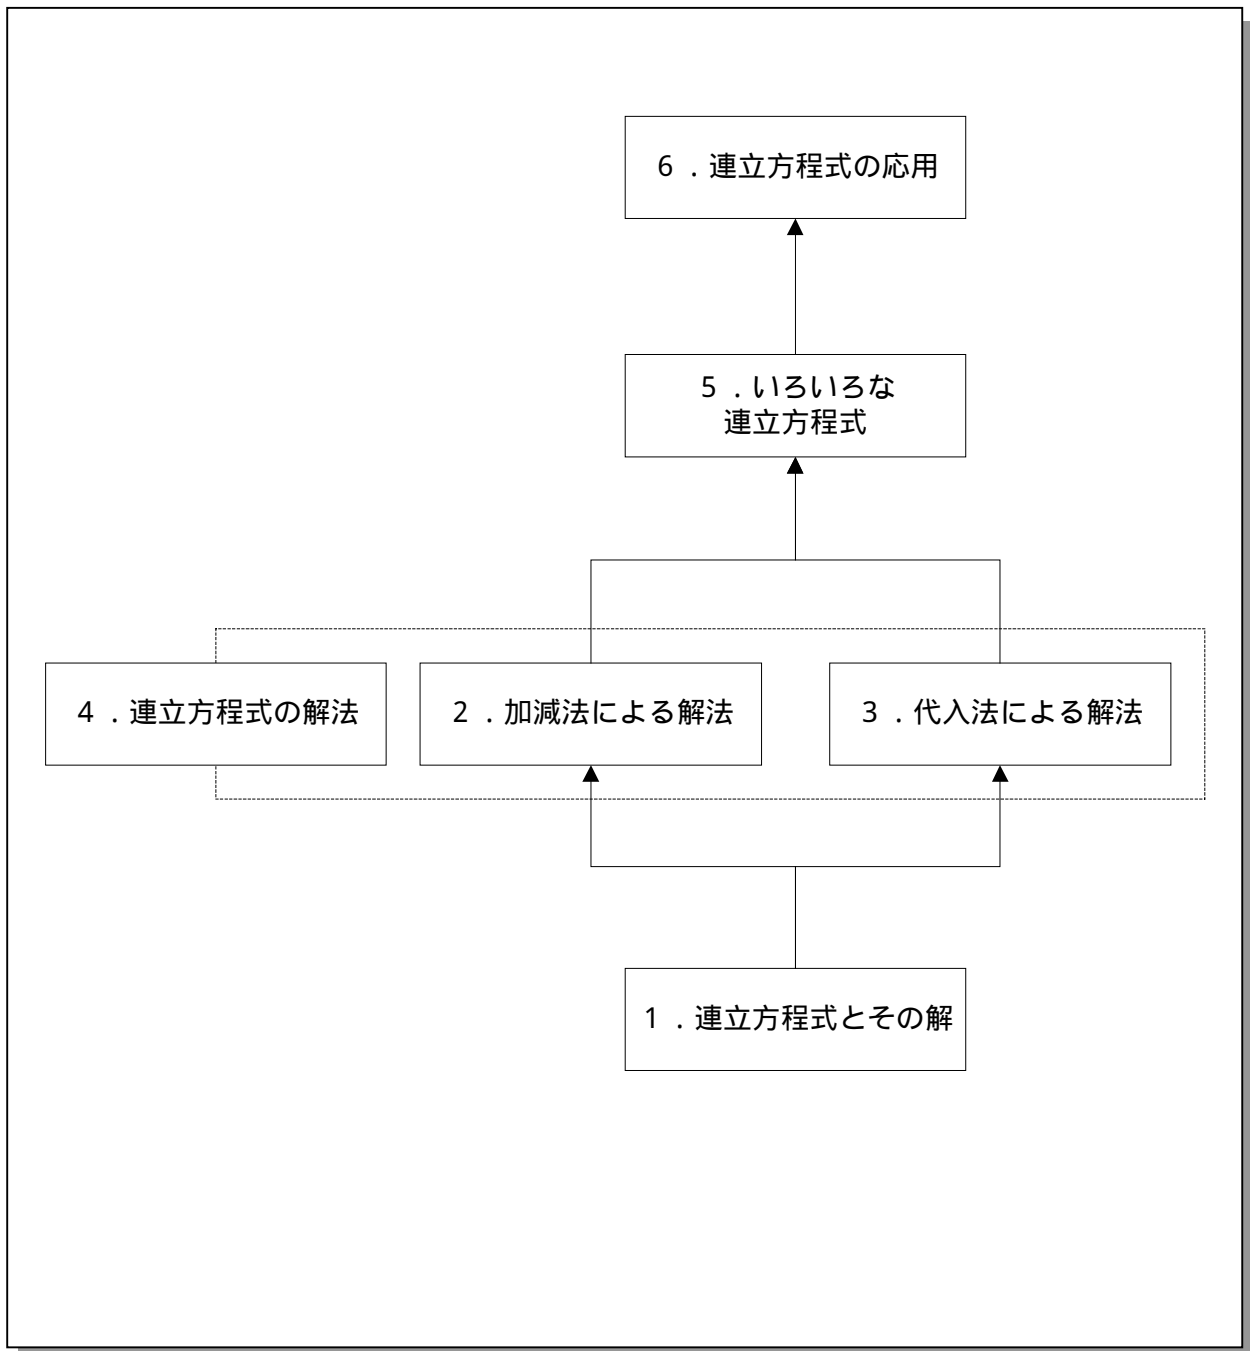 6．連立方程式の応用
5．いろいろな
連立方程式
4．連立方程式の解法
2．加減法による解法
3．代入法による解法
1．連立方程式とその解